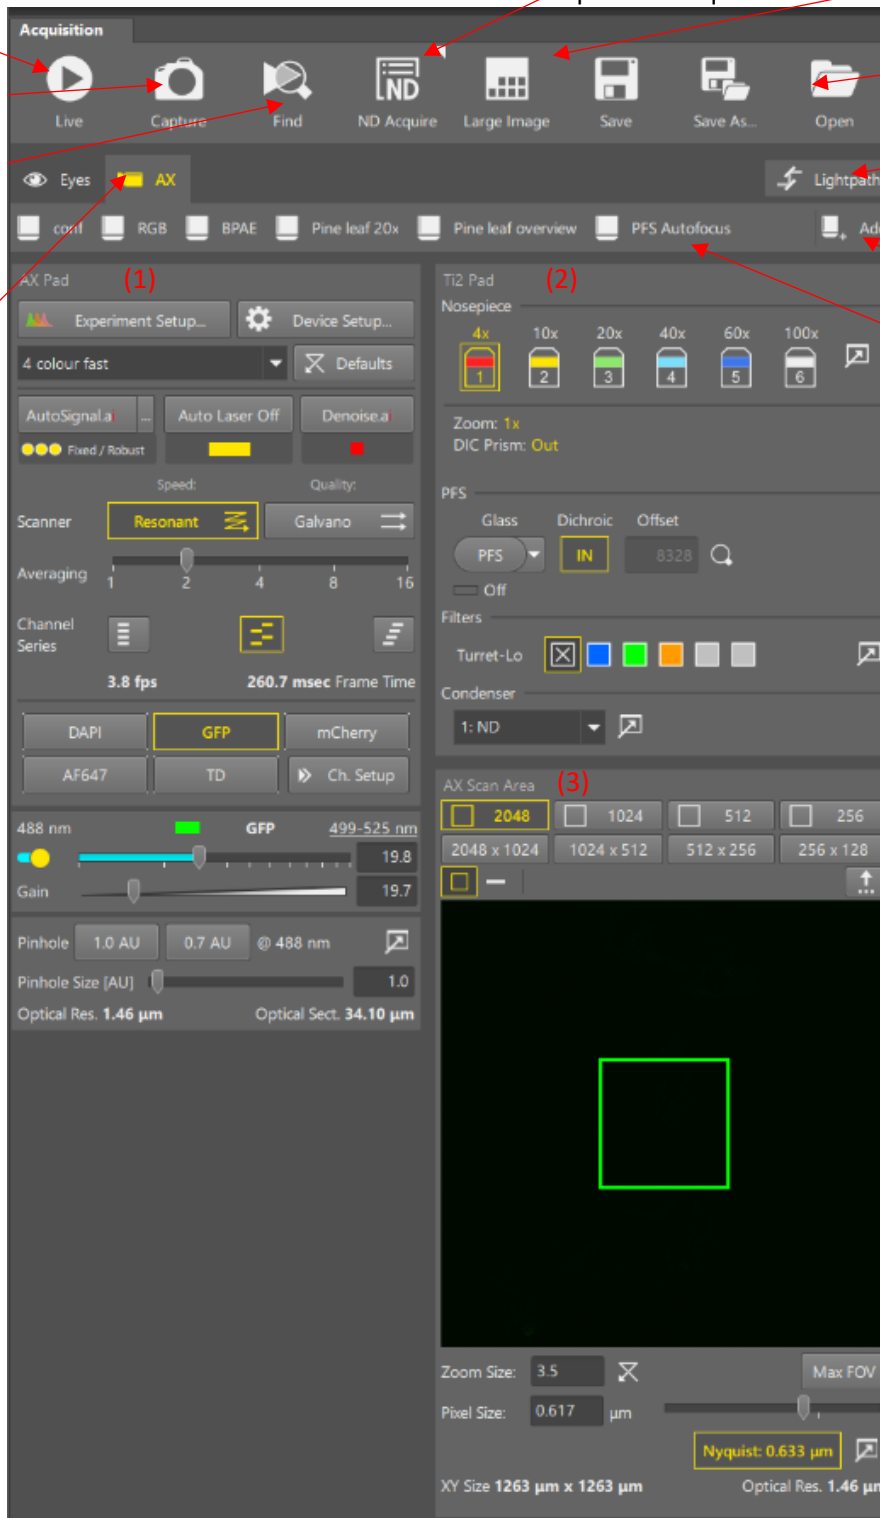 Acquisition
Live Capture Find ND Acquire Large Image Save Save As... Open
ND
Eyes AX Lightpath
conf RGB BPAE Pine leaf 20x Pine leaf overview PFS Autofocus
AX Pad (1)
Experiment Setup... Device Setup...
4 colour fast Defaults
AutoSignal.ai ... Auto Laser Off Denoise.ai
Fixed / Robust
Speed: Quality:
Scanner Resonant Galvano
Averaging 1 2 4 8 16
Channel
Series
3.8 fps 260.7 msec Frame Time
DAPI GFP mCherry
AF647 TD Ch. Setup
488 nm GFP 499-525 nm
19.8
Gain 19.7
Pinhole 1.0 AU 0.7 AU @ 488 nm
Pinhole Size [AU] 1.0
Optical Res. 1.46 µm Optical Sect. 34.10 µm
Ti2 Pad (2)
Nosepiece
4x 10x 20x 40x 60x 100x
1 2 3 4 5 6
Zoom: 1x
DIC Prism: Out
PFS
Glass Dichroic Offset
PFS IN 8328
Off
Filters
Turret-Lo
Condenser
1: ND
AX Scan Area (3)
2048 1024 512 256
2048 x 1024 1024 x 512 512 x 256 256 x 128
Zoom Size: 3.5 Max FOV
Pixel Size: 0.617 µm
Nyquist: 0.633 µm
XY Size 1263 µm x 1263 µm Optical Res. 1.46 µm